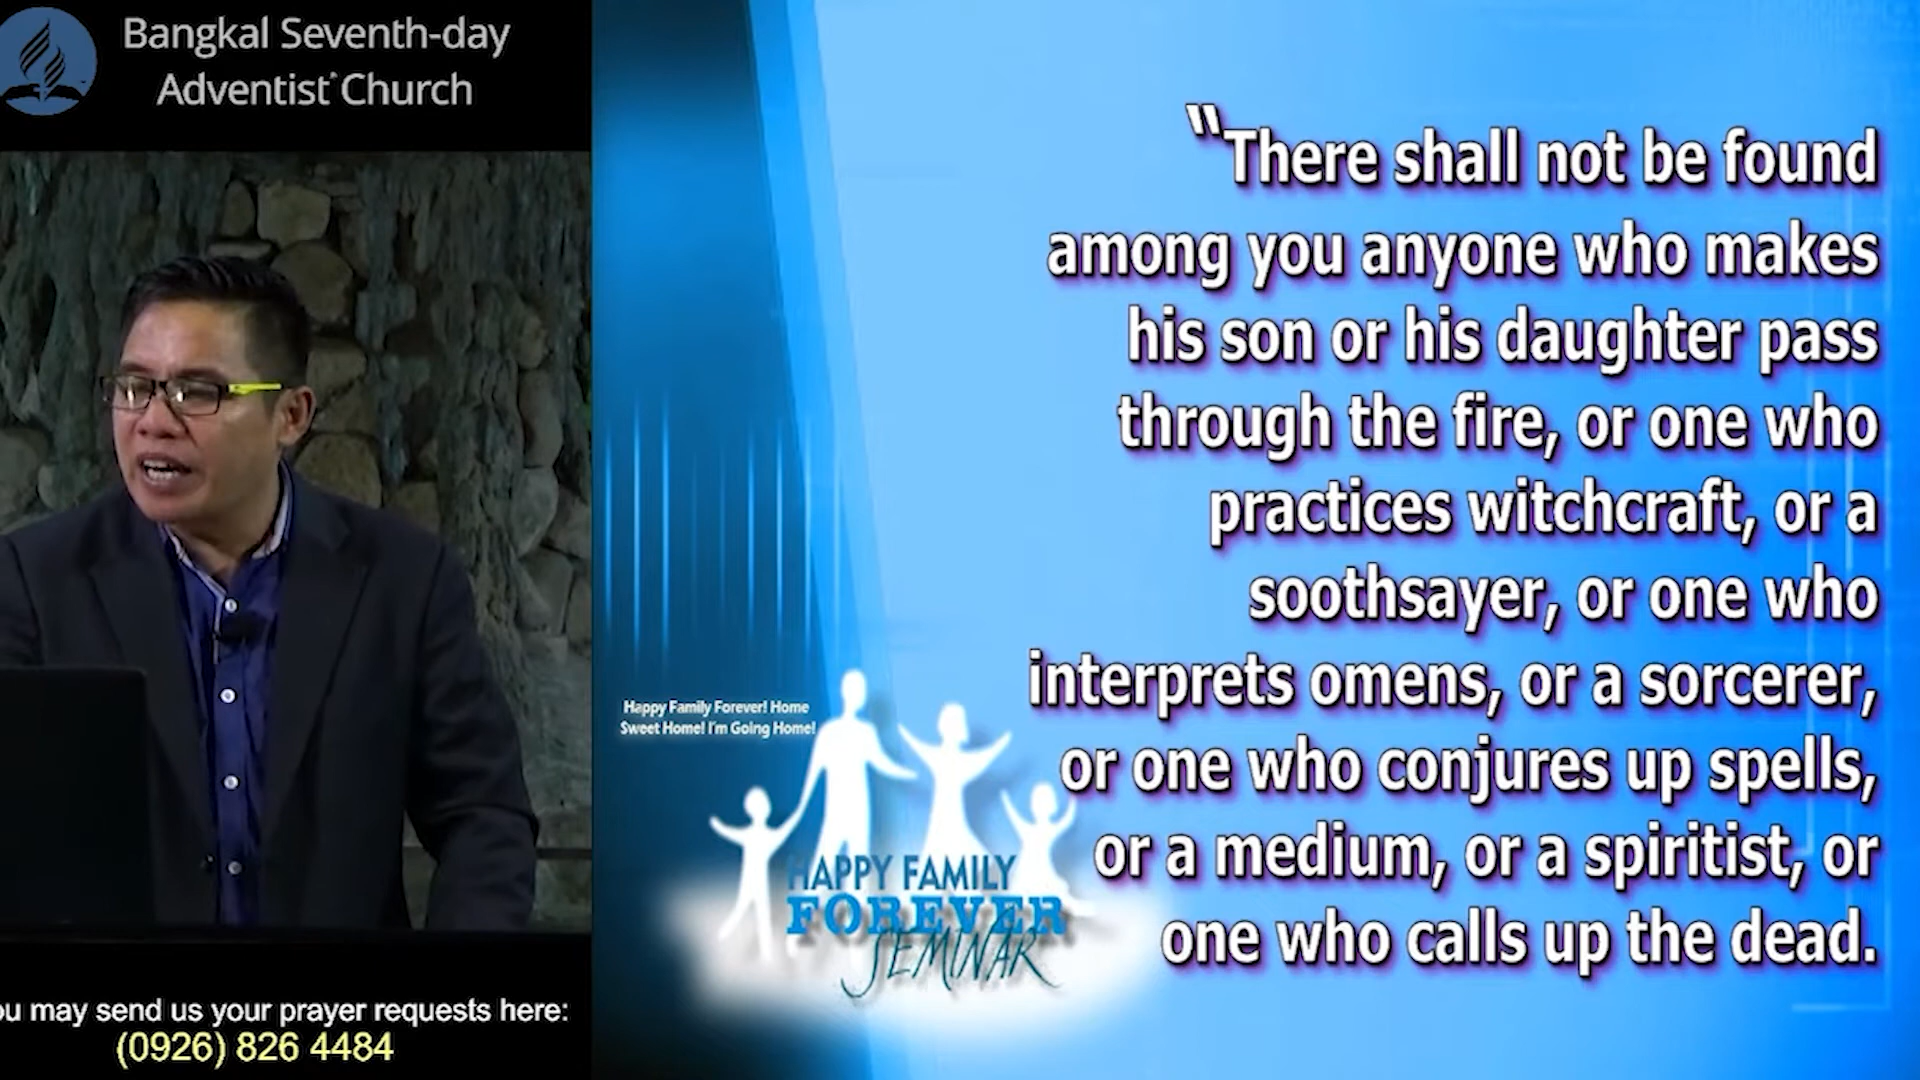 Bangkal Seventh-day
Adventist Church
“There shall not be found
among you anyone who makes
his son or his daughter pass
through the fire, or one who
practices witchcraft, or a
soothsayer, or one who
interprets omens, or a sorcerer,
or one who conjures up spells,
or a medium, or a spiritist, or
one who calls up the dead.
Happy Family Forever! Home
Sweet Home! I'm Going Home!
HAPPY FAMILY
FOREVER
SEMINAR
ou may send us your prayer requests here:
(0926) 826 4484